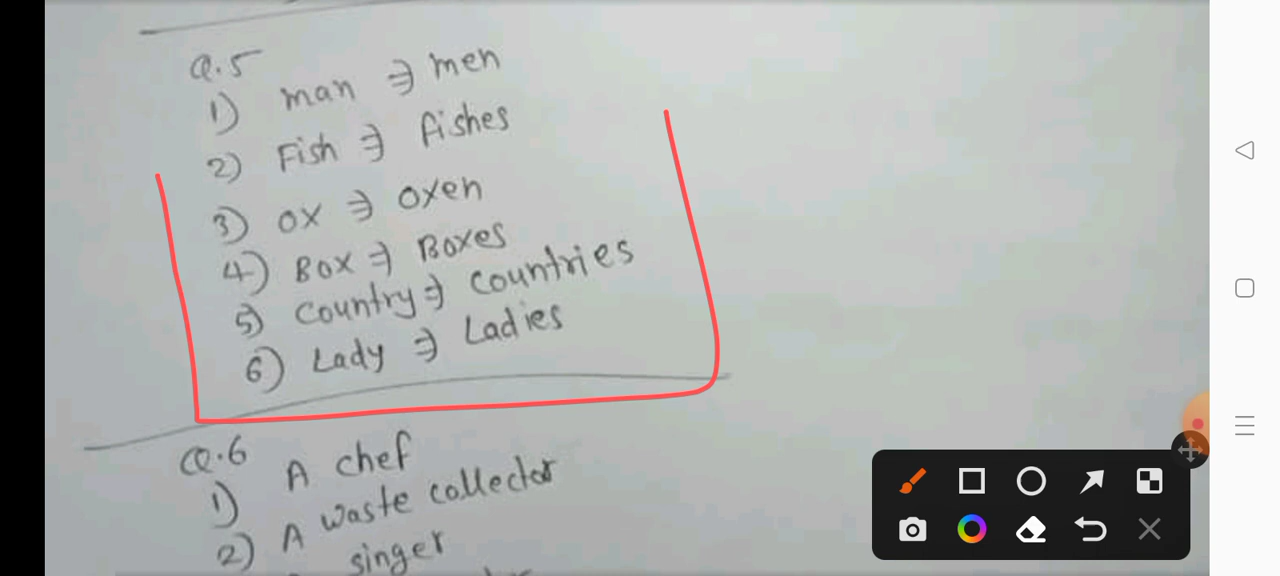 Q.5
1) man ⇒ men
2) Fish ⇒ fishes
3) OX ⇒ oxen
4) BOX ⇒ Boxes
5) Country ⇒ Countries
6) Lady ⇒ Ladies
Q.6
1) A chef
2) A waste collector
singer